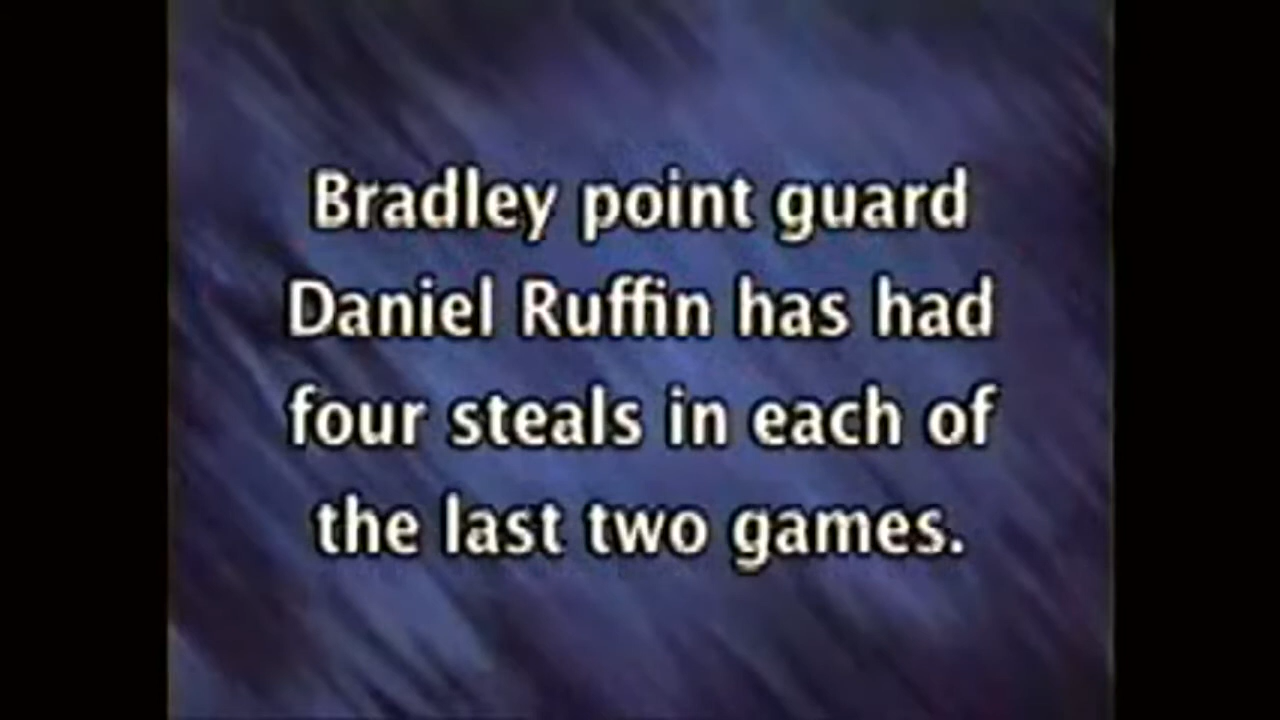 Bradley point guard
Daniel Ruffin has had
four steals in each of
the last two games.